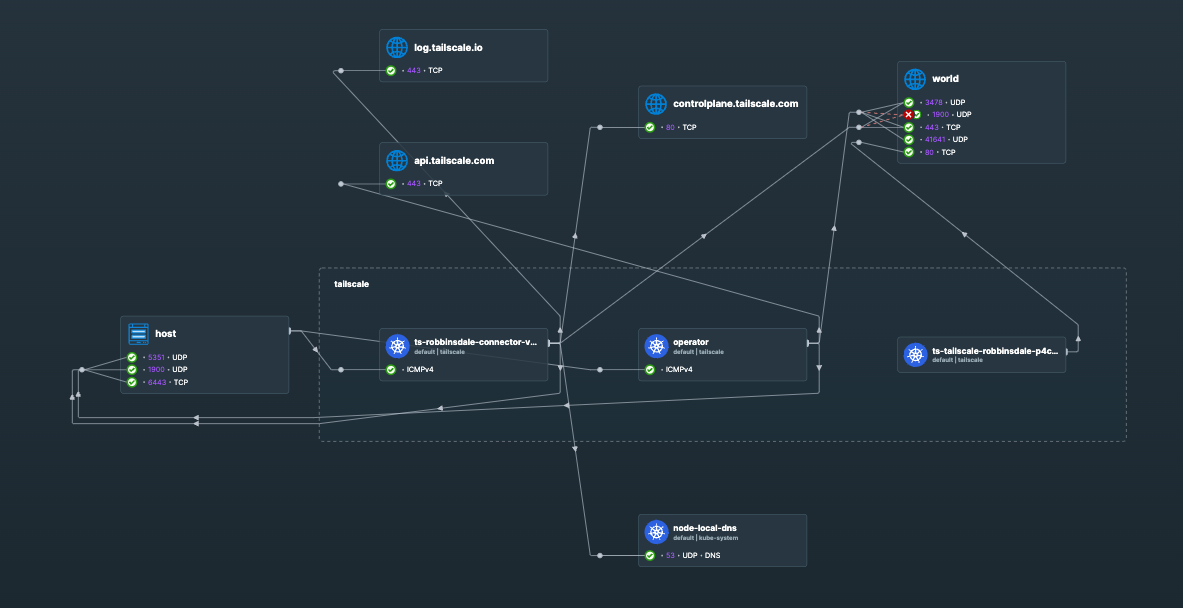 log.tailscale.io
· 443 · TCP
controlplane.tailscale.com
· 80 · TCP
world
· 3478 · UDP
· 1900 · UDP
· 443 · TCP
· 41641 · UDP
· 80 · TCP
api.tailscale.com
· 443 · TCP
tailscale
host
· 5351 · UDP
· 1900 · UDP
· 6443 · TCP
ts-robbinsdale-connector-v...
default | tailscale
· ICMPv4
operator
default | tailscale
· ICMPv4
ts-tailscale-robbinsdale-p4c...
default | tailscale
node-local-dns
default | kube-system
· 53 · UDP · DNS